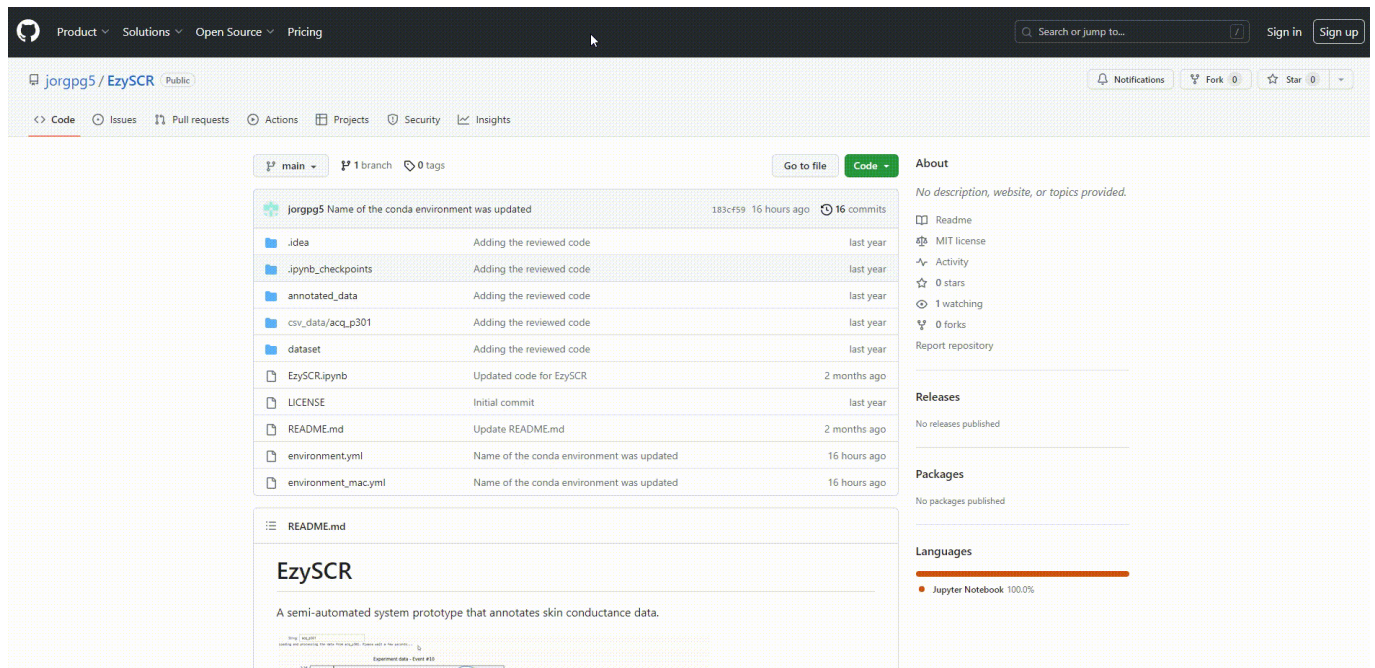 Product Solutions Open Source Pricing Search or jump to... / Sign in Sign up
jorgpg5 / EzySCR Public Notifications Fork 0 Star 0
Code Issues Pull requests Actions Projects Security Insights
main 1 branch 0 tags Go to file Code
jorgpg5 Name of the conda environment was updated 183cf59 16 hours ago 16 commits
.idea Adding the reviewed code last year
.ipynb_checkpoints Adding the reviewed code last year
annotated_data Adding the reviewed code last year
csv_data/acq_p301 Adding the reviewed code last year
dataset Adding the reviewed code last year
EzySCR.ipynb Updated code for EzySCR 2 months ago
LICENSE Initial commit last year
README.md Update README.md 2 months ago
environment.yml Name of the conda environment was updated 16 hours ago
environment_mac.yml Name of the conda environment was updated 16 hours ago
README.md
EzySCR
A semi-automated system prototype that annotates skin conductance data.
Experiment data - Event #10
About
No description, website, or topics provided.
Readme
MIT license
Activity
0 stars
1 watching
0 forks
Report repository
Releases
No releases published
Packages
No packages published
Languages
Jupyter Notebook 100.0%